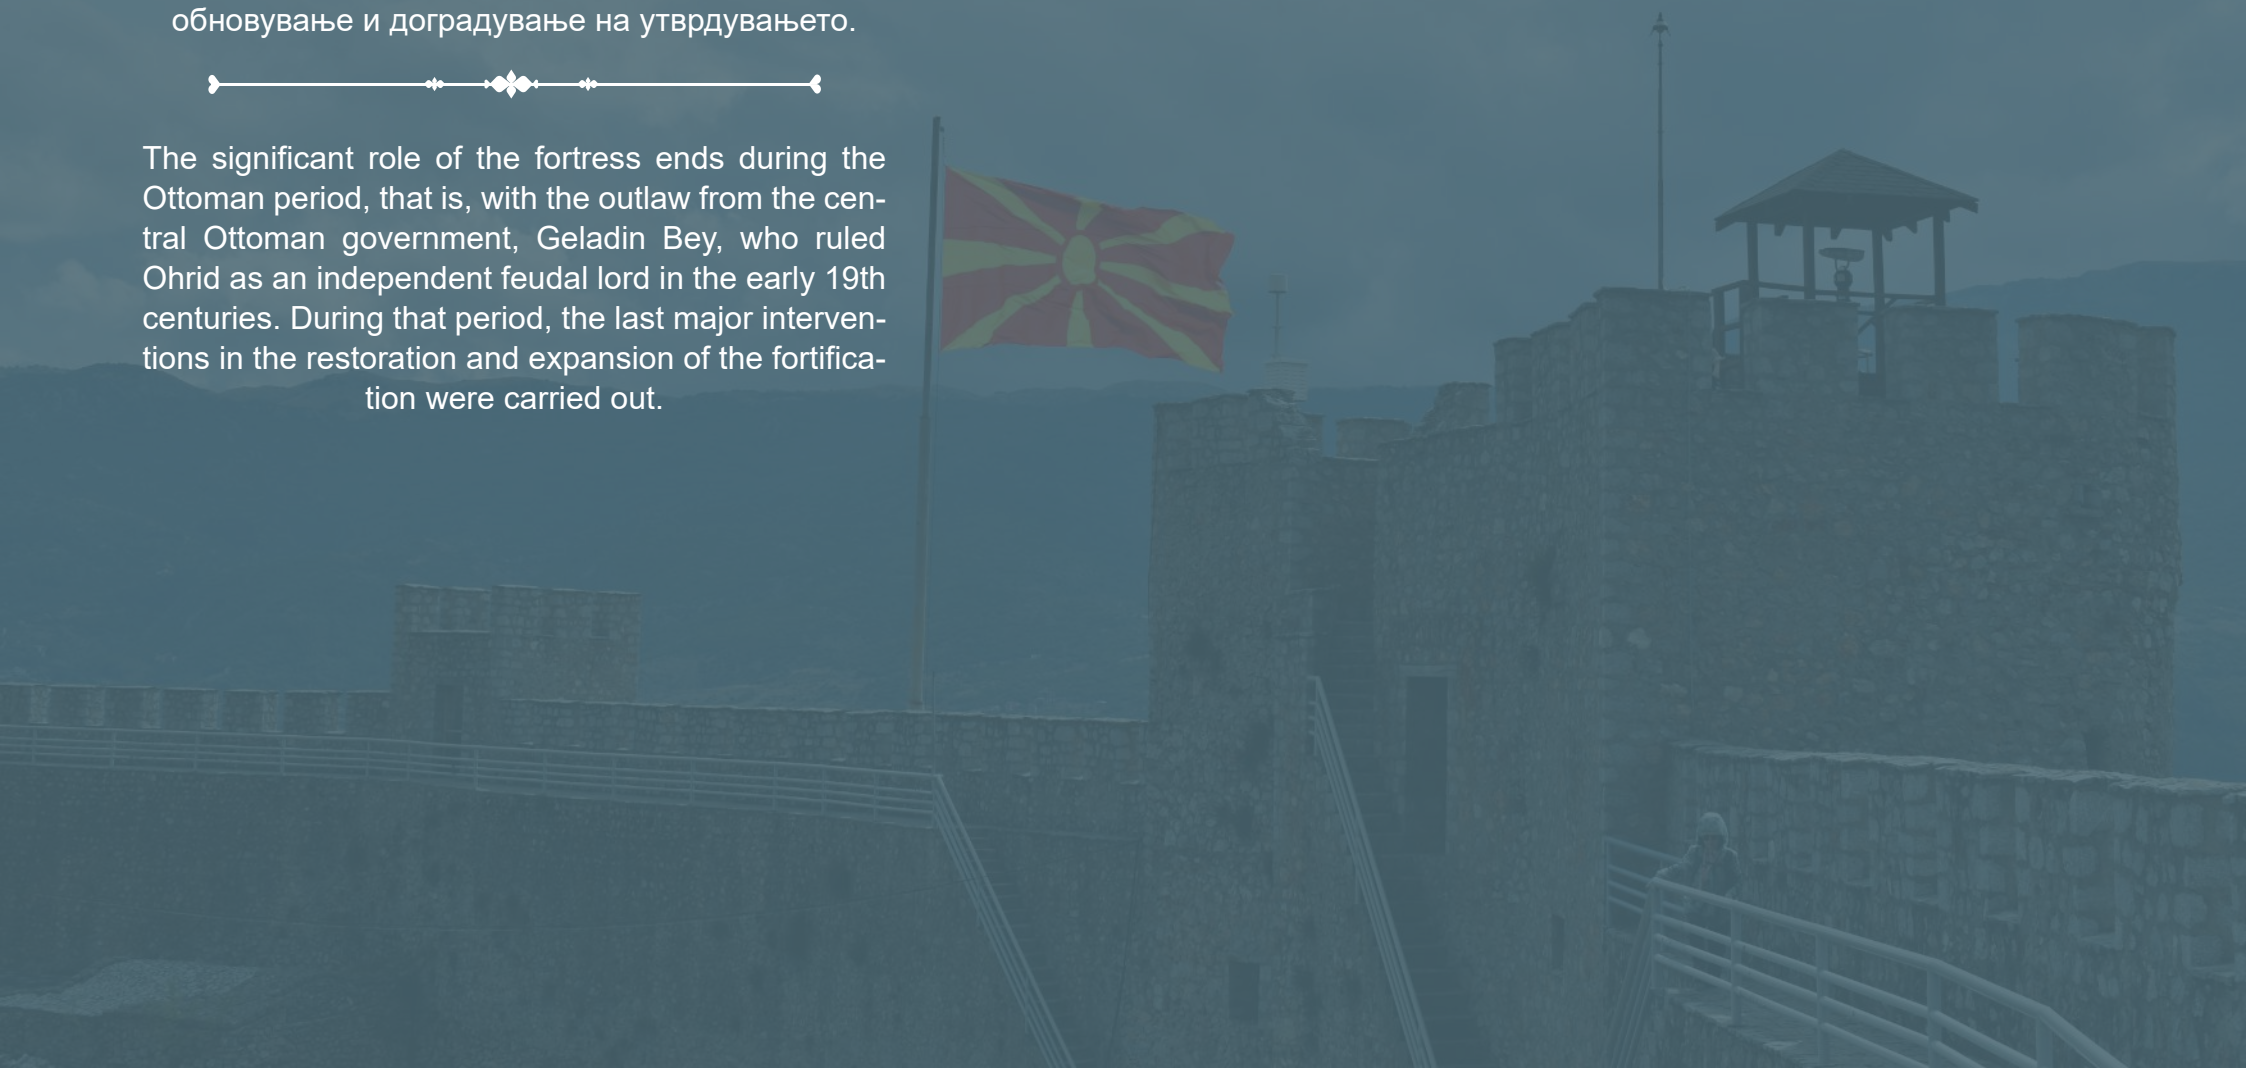 обновување и доградување на утврдувањето.
The significant role of the fortress ends during the
Ottoman period, that is, with the outlaw from the cen-
tral Ottoman government, Geladin Bey, who ruled
Ohrid as an independent feudal lord in the early 19th
centuries. During that period, the last major interven-
tions in the restoration and expansion of the fortifica-
tion were carried out.